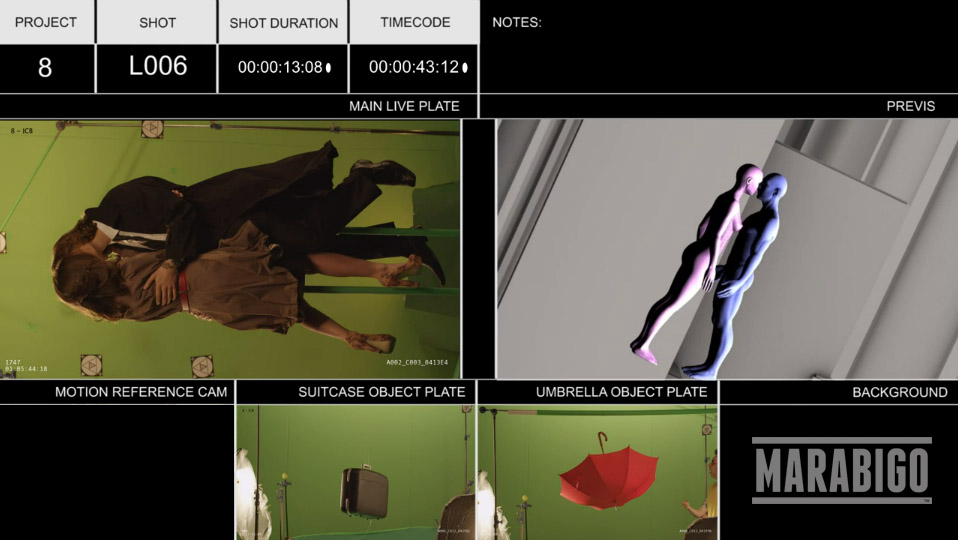 PROJECT
SHOT
SHOT DURATION
TIMECODE
NOTES:
8
L006
00:00:13:08
00:00:43:12
MAIN LIVE PLATE
PREVIS
8 - IC8
1747
01:05:44:18
A002_C003_0413E4
MOTION REFERENCE CAM
SUITCASE OBJECT PLATE
UMBRELLA OBJECT PLATE
BACKGROUND
MARABIGO